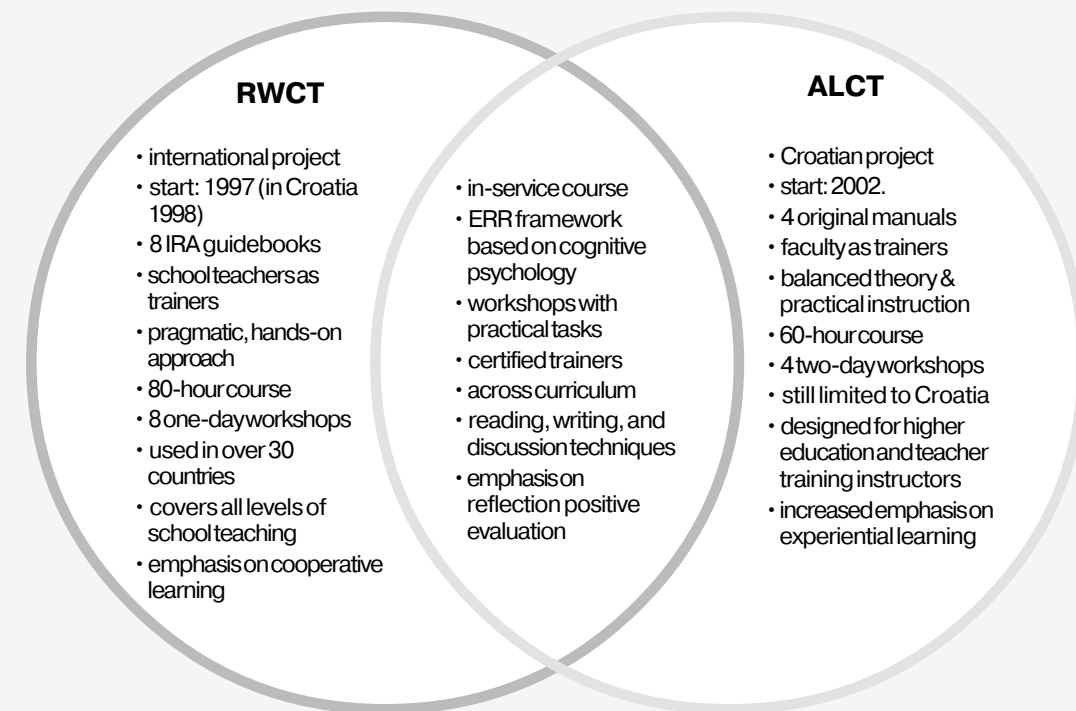 RWCT
• international project
• start: 1997 (in Croatia
1998)
• 8 IRA guidebooks
• school teachers as
trainers
• pragmatic, hands-on
approach
• 80-hour course
• 8 one-day workshops
• used in over 30
countries
• covers all levels of
school teaching
• emphasis on cooperative
learning
• in-service course
• ERR framework
based on cognitive
psychology
• workshops with
practical tasks
• certified trainers
• across curriculum
• reading, writing, and
discussion techniques
• emphasis on
reflection positive
evaluation
ALCT
• Croatian project
• start: 2002.
• 4 original manuals
• faculty as trainers
• balanced theory &
practical instruction
• 60-hour course
• 4 two-day workshops
• still limited to Croatia
• designed for higher
education and teacher
training instructors
• increased emphasis on
experiential learning